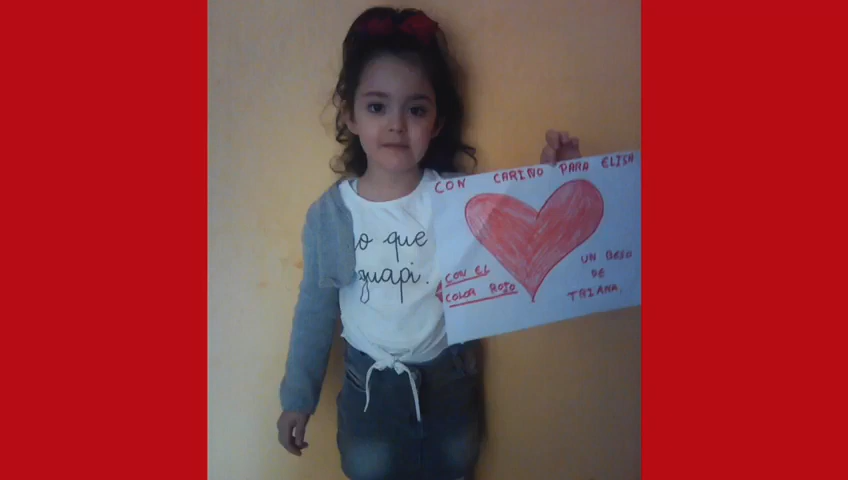 CON CARIÑO PARA ELISA
CON EL
COLOR ROJO
UN BESO
DE
TRIANA.
que
guapi.